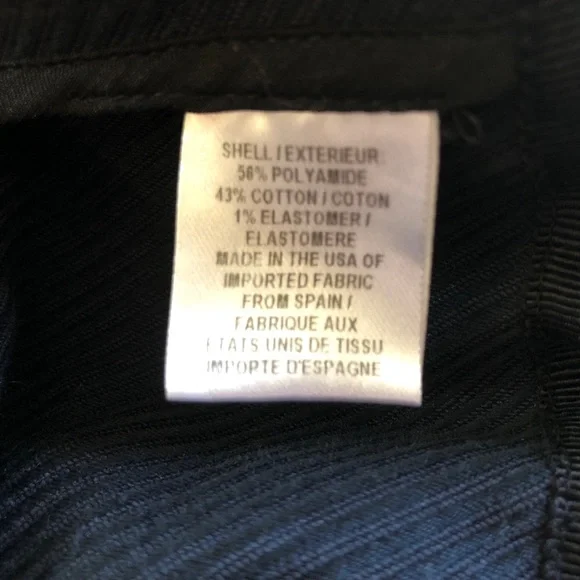 SHELL / EXTERIEUR
56% POLYAMIDE
43% COTTON / COTON
1% ELASTOMER /
ELASTOMERE
MADE IN THE USA OF
IMPORTED FABRIC
FROM SPAIN /
FABRIQUE AUX
ETATS UNIS DE TISSU
IMPORTE D'ESPAGNE